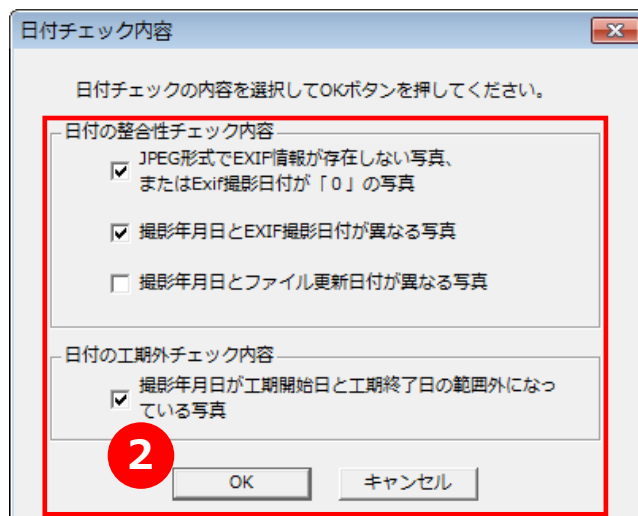 日付チェック内容
日付チェックの内容を選択してOKボタンを押してください。
日付の整合性チェック内容
JPEG形式でEXIF情報が存在しない写真、
またはExif撮影日付が「0」の写真
撮影年月日とEXIF撮影日付が異なる写真
撮影年月日とファイル更新日付が異なる写真
日付の工期外チェック内容
撮影年月日が工期開始日と工期終了日の範囲外になっ
ている写真
2
OK キャンセル